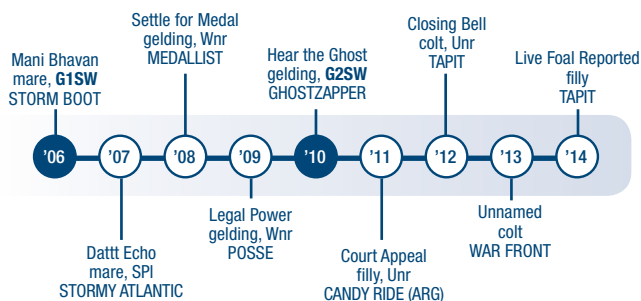 Mani Bhavan
mare, G1SW
STORM BOOT
Settle for Medal
gelding, Wnr
MEDALLIST
Hear the Ghost
gelding, G2SW
GHOSTZAPPER
Closing Bell
colt, Unr
TAPIT
Live Foal Reported
filly
TAPIT
'06
'07
'08
'09
'10
'11
'12
'13
'14
Dattt Echo
mare, SPI
STORMY ATLANTIC
Legal Power
gelding, Wnr
POSSE
Court Appeal
filly, Unr
CANDY RIDE (ARG)
Unnamed
colt
WAR FRONT